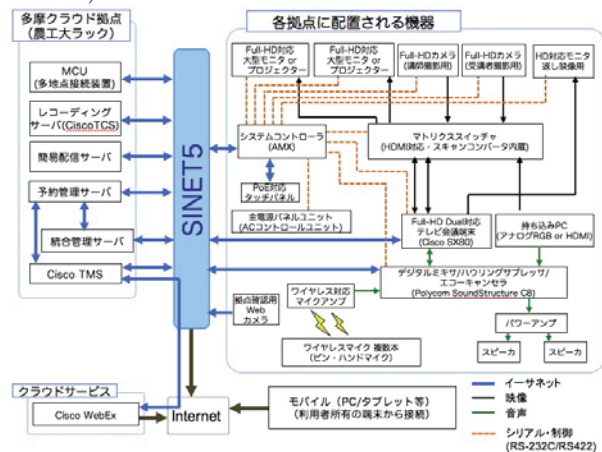 多摩クラウド拠点
(農工大ラック)
MCU
(多地点接続装置)
レコーディング
サーバ(CiscoTCS)
簡易配信サーバ
予約管理サーバ
統合管理サーバ
Cisco TMS
クラウドサービス
Cisco WebEx
SINET5
Internet
各拠点に配置される機器
Full-HD対応
大型モニタ or
プロジェクター
Full-HD対応
大型モニタ or
プロジェクター
Full-HDカメラ
(講師撮影用)
Full-HDカメラ
(受講者撮影用)
HD対応モニタ
返し映像用
システムコントローラ
(AMX)
マトリクススイッチャ
(HDMI対応・スキャンコンバータ内蔵)
PoE対応
タッチパネル
主電源パネルユニット
(ACコントロールユニット)
Full-HD Dual対応
テレビ会議端末
(Cisco SX80)
持ち込みPC
(アナログRGB or HDMI)
デジタルミキサ/ハウリングサプレッサ/
エコーキャンセラ
(Polycom SoundStructure C8)
拠点確認用
Web
カメラ
ワイヤレス対応
マイクアンプ
ワイヤレスマイク 複数本
(ピン・ハンドマイク)
パワーアンプ
スピーカ
スピーカ
モバイル (PC/タブレット等)
(利用者所有の端末から接続)
イーサネット
映像
音声
シリアル・制御
(RS-232C/RS422)